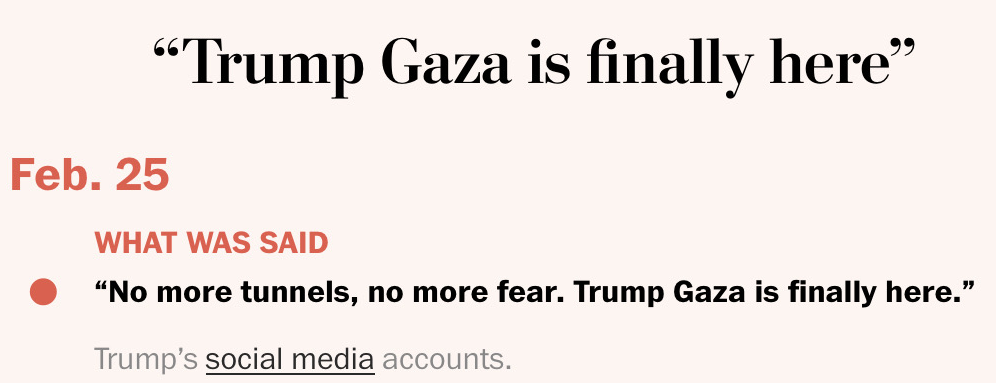 “Trump Gaza is finally here”
Feb. 25
WHAT WAS SAID
“No more tunnels, no more fear. Trump Gaza is finally here.”
Trump’s social media accounts.